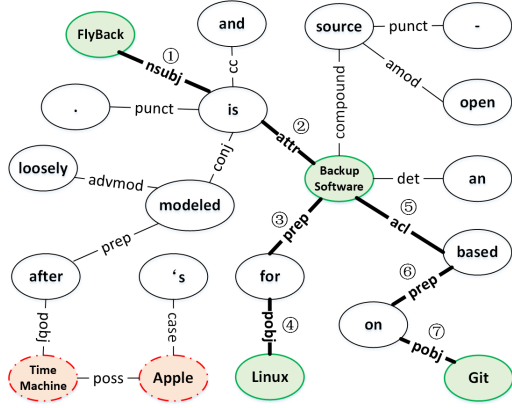 FlyBack
and
source
punct
-
①
nsubj
cc
amod
open
.
punct
is
②
attr
compound
conj
loosely
advmod
modeled
Backup
Software
det
an
③
prep
⑤
acl
prep
after
‘s
for
based
⑥
prep
pobj
case
pobj
④
on
⑦
pobj
Time
Machine
poss
Apple
Linux
Git